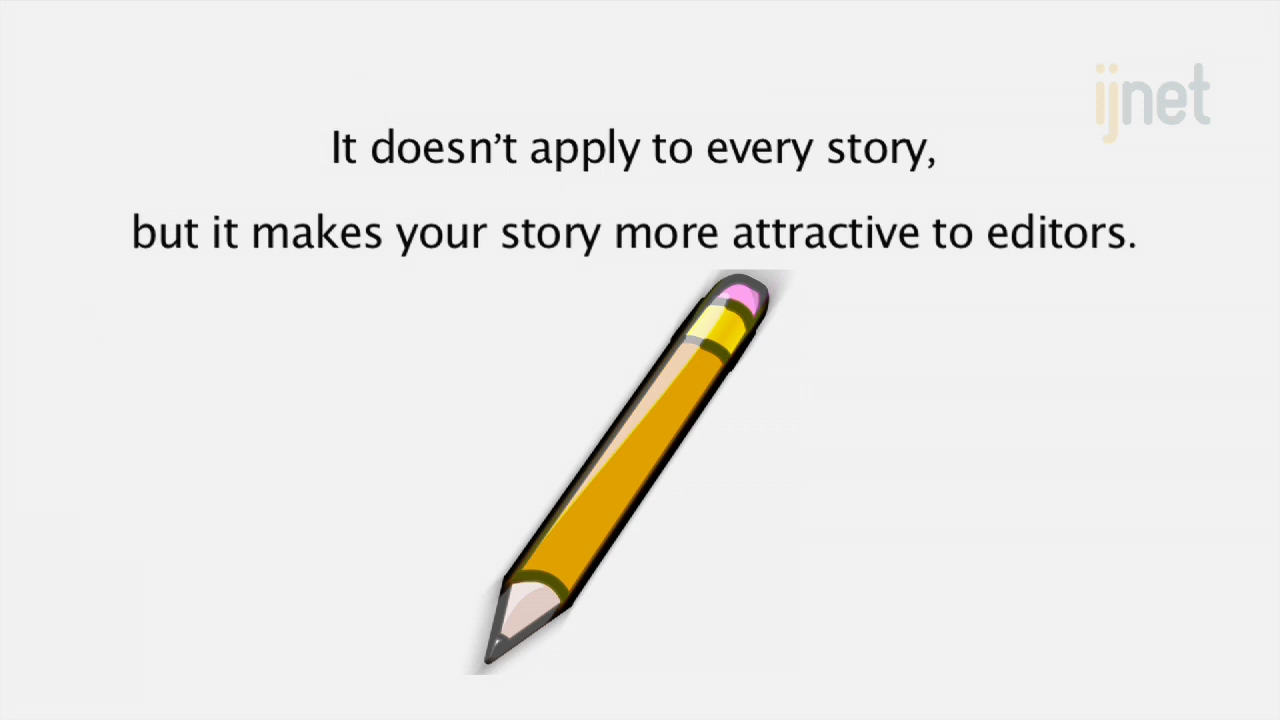 ijnet
It doesn’t apply to every story,
but it makes your story more attractive to editors.